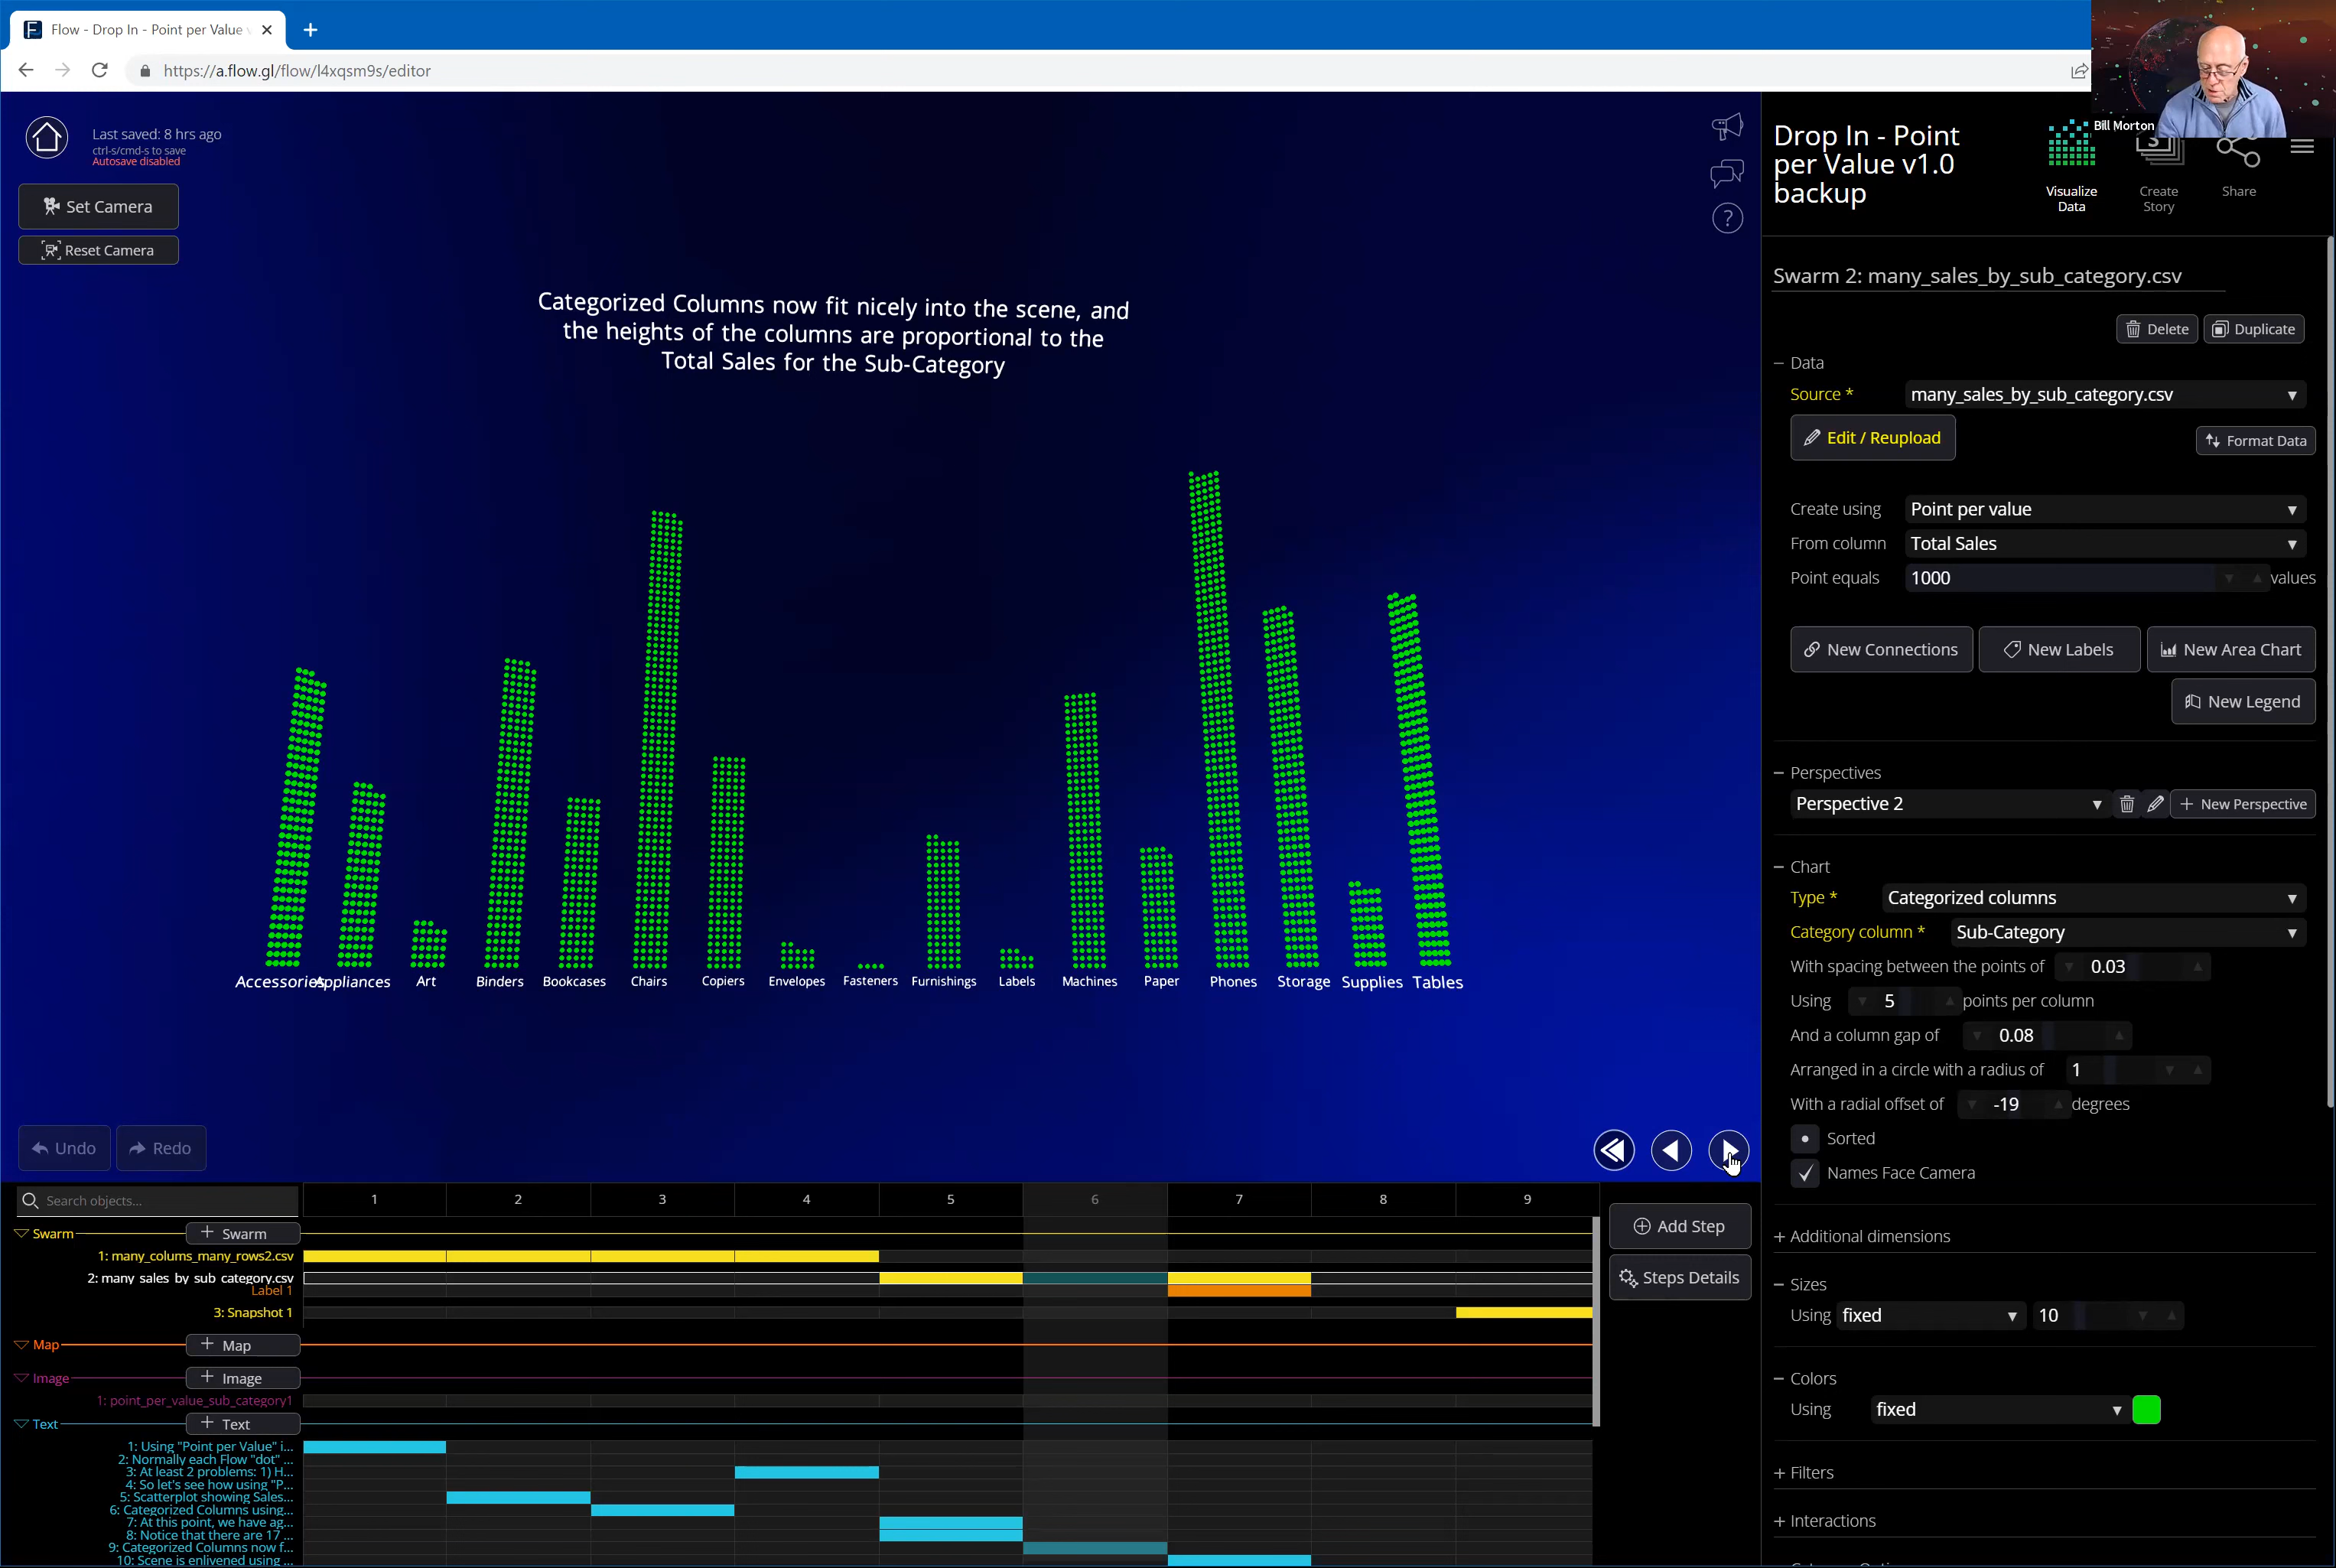 Flow - Drop In - Point per Value
https://a.flow.gl/flow/l4xqsm9s/editor
Bill Morton
Last saved: 8 hrs ago
ctrl-s/cmd-s to save
Autosave disabled
Set Camera
Reset Camera
?
Categorized Columns now fit nicely into the scene, and
the heights of the columns are proportional to the
Total Sales for the Sub-Category
Accessories Appliances Art Binders Bookcases Chairs Copiers Envelopes Fasteners Furnishings Labels Machines Paper Phones Storage Supplies Tables
Undo Redo
Drop In - Point
per Value v1.0
backup
Visualize
Data
Create
Story
Share
Swarm 2: many_sales_by_sub_category.csv
Delete Duplicate
Data
Source * many_sales_by_sub_category.csv
Edit / Reupload Format Data
Create using Point per value
From column Total Sales
Point equals 1000 values
New Connections New Labels New Area Chart
New Legend
Perspectives
Perspective 2 + New Perspective
Chart
Type * Categorized columns
Category column * Sub-Category
With spacing between the points of 0.03
Using 5 points per column
And a column gap of 0.08
Arranged in a circle with a radius of 1
With a radial offset of -19 degrees
Sorted
Names Face Camera
+ Additional dimensions
Sizes
Using fixed 10
Colors
Using fixed
+ Filters
+ Interactions
Search objects...
1 2 3 4 5 6 7 8 9
Add Step
Steps Details
Swarm + Swarm
1: many_colums_many_rows2.csv
2: many_sales_by_sub_category.csv
Label 1
3: Snapshot 1
Map + Map
Image + Image
1: point_per_value_sub_category1
Text + Text
1: Using "Point per Value" i...
2: Normally each Flow "dot" ...
3: At least 2 problems: 1) H...
4: So let's see how using "P...
5: Scatterplot showing Sales...
6: Categorized Columns using...
7: At this point, we have ag...
8: Notice that there are 17 ...
9: Categorized Columns now f...
10: Scene is enlivened using ...